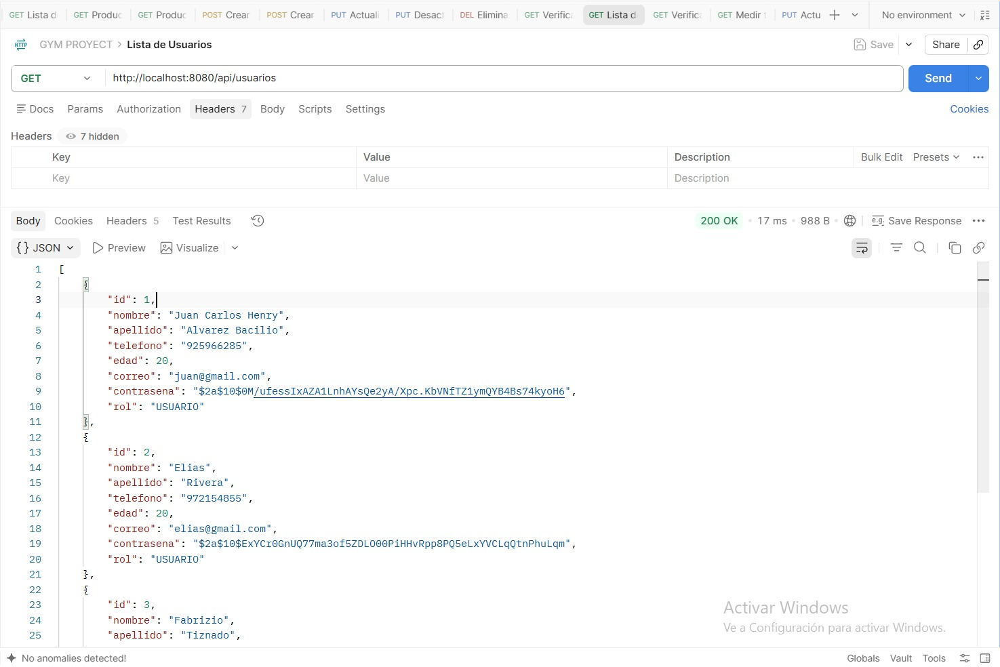 GET Lista d GET Produc GET Produc POST Crear POST Crear PUT Actuali PUT Desact DEL Elimina GET Verifica GET Lista d GET Verifica GET Medir PUT Actu No environment
HTTP GYM PROYECT > Lista de Usuarios Save Share
GET http://localhost:8080/api/usuarios Send
Docs Params Authorization Headers 7 Body Scripts Settings Cookies
Headers 7 hidden
Key Value Description Bulk Edit Presets
Key Value Description
Body Cookies Headers 5 Test Results 200 OK 17 ms 988 B e.g. Save Response
{} JSON Preview Visualize
1 [
2 {
3 "id": 1,
4 "nombre": "Juan Carlos Henry",
5 "apellido": "Alvarez Bacilio",
6 "telefono": "925966285",
7 "edad": 20,
8 "correo": "juan@gmail.com",
9 "contrasena": "$2a$10$0M/ufessIxAZA1LnhAYsQe2yA/Xpc.KbVNfTZ1ymQYB4Bs74kyoH6",
10 "rol": "USUARIO"
11 },
12 {
13 "id": 2,
14 "nombre": "Elias",
15 "apellido": "Rivera",
16 "telefono": "972154855",
17 "edad": 20,
18 "correo": "elias@gmail.com",
19 "contrasena": "$2a$10$ExYCr0GnUQ77ma3of5ZDLO00PiHHvRpp8PQ5eLxYVCLqQtnPhuLqm",
20 "rol": "USUARIO"
21 },
22 {
23 "id": 3,
24 "nombre": "Fabrizio",
25 "apellido": "Tiznado",
Activar Windows
Ve a Configuración para activar Windows.
No anomalies detected! Globals Vault Tools